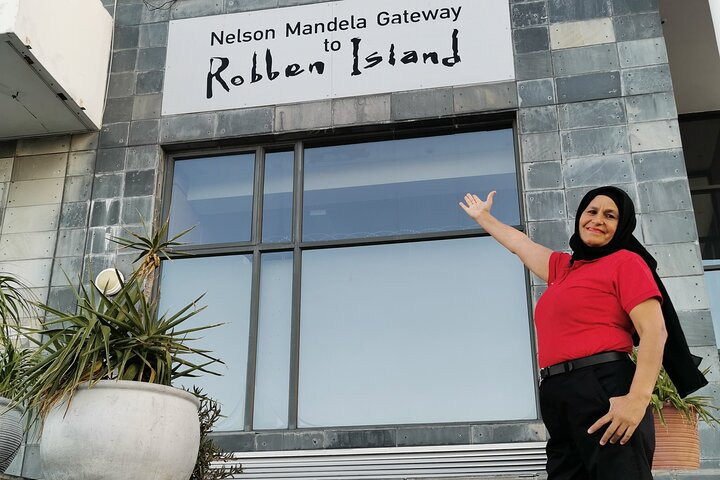 Nelson Mandela Gateway
to
Robben Island